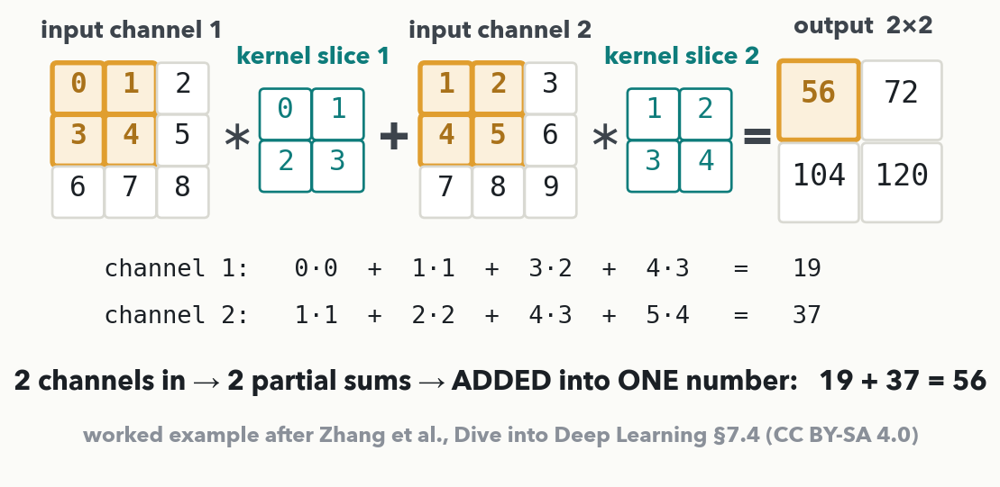 input channel 1 input channel 2 output 2×2
kernel slice 1 kernel slice 2
0 1 2 0 1 1 2 3 1 2 56 72
3 4 5 * 2 3 + 4 5 6 * 3 4 = 104 120
6 7 8 7 8 9
channel 1: 0·0 + 1·1 + 3·2 + 4·3 = 19
channel 2: 1·1 + 2·2 + 4·3 + 5·4 = 37
2 channels in → 2 partial sums → ADDED into ONE number: 19 + 37 = 56
worked example after Zhang et al., Dive into Deep Learning §7.4 (CC BY-SA 4.0)